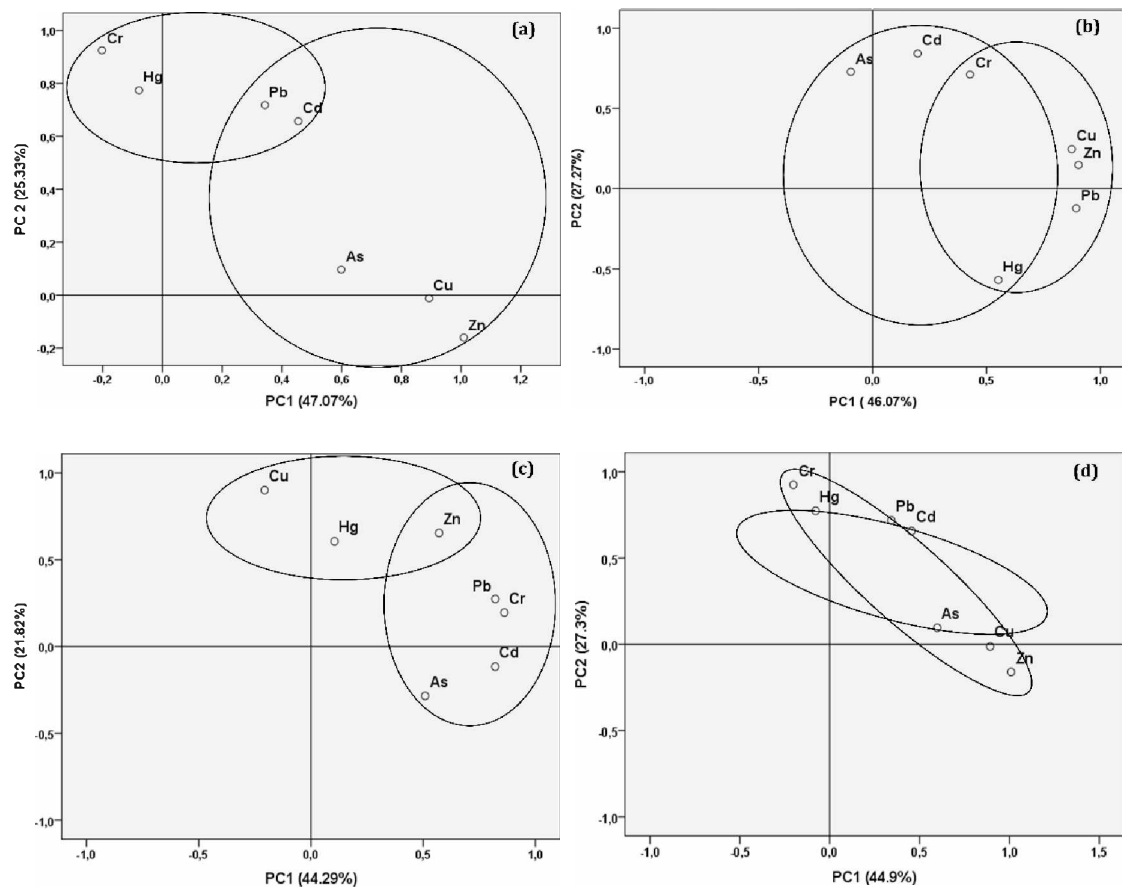 (a)
1,0
0,8
0,6
0,4
0,2
0,0
-0,2
PC 2 (25.33%)
Cr
Hg
Pb
Cd
As
Cu
Zn
-0,2 0,0 0,2 0,4 0,6 0,8 1,0 1,2
PC1 (47.07%)
(b)
1,0
0,5
0,0
-0,5
-1,0
PC2 (27.27%)
As
Cd
Cr
Cu
Zn
Pb
Hg
-1,0 -0,5 0,0 0,5 1,0
PC1 ( 46.07%)
(c)
1,0
0,5
0,0
-0,5
-1,0
PC2 (21.82%)
Cu
Hg
Zn
Pb
Cr
Cd
As
-1,0 -0,5 0,0 0,5 1,0
PC1 (44.29%)
(d)
1,0
0,5
0,0
-0,5
-1,0
PC2 (27.3%)
Cr
Hg
Pb
Cd
As
Cu
Zn
-1,0 -0,5 0,0 0,5 1,0 1,5
PC1 (44.9%)